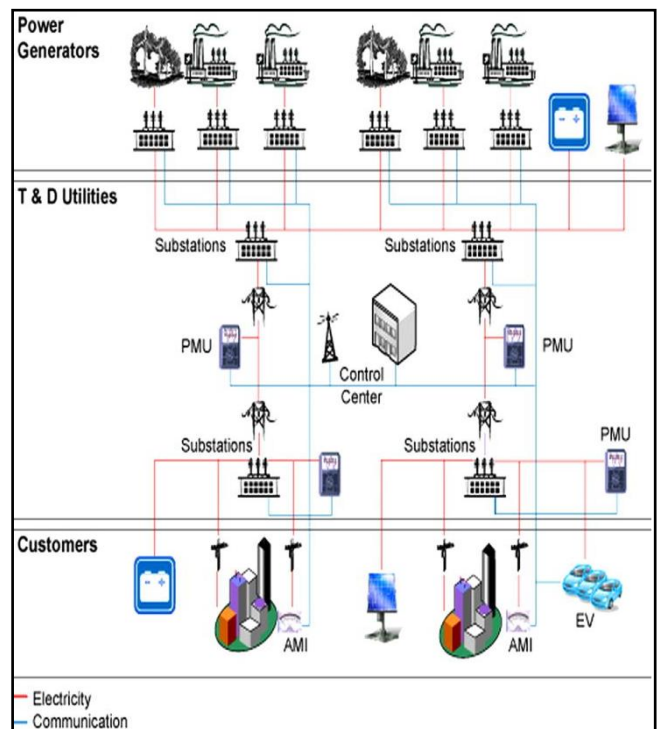 Power
Generators
T & D Utilities
Substations
Substations
PMU
PMU
Control
Center
Substations
Substations
PMU
Customers
AMI
AMI
EV
Electricity
Communication